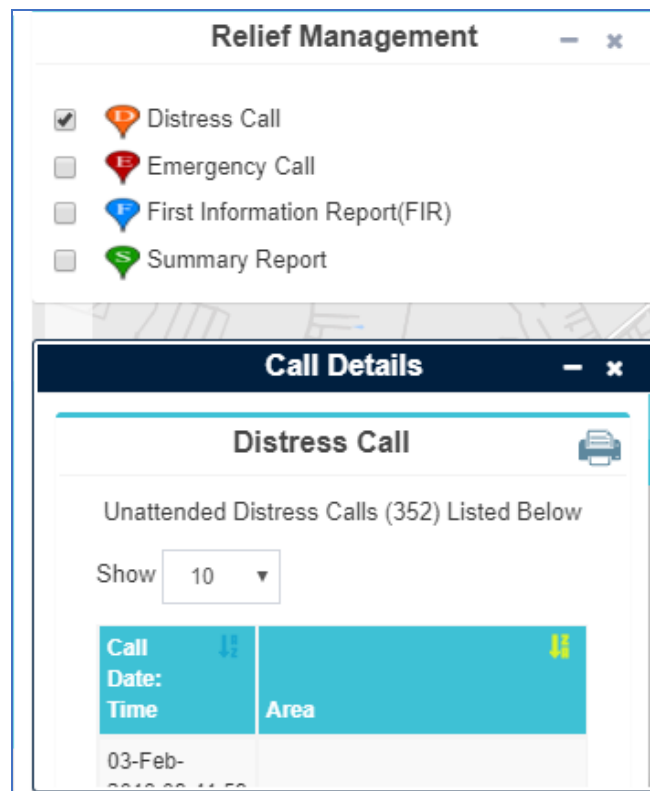 Relief Management
D Distress Call
E Emergency Call
F First Information Report(FIR)
S Summary Report
Call Details
Distress Call
Unattended Distress Calls (352) Listed Below
Show 10
Call
Date:
Time
Area
03-Feb-